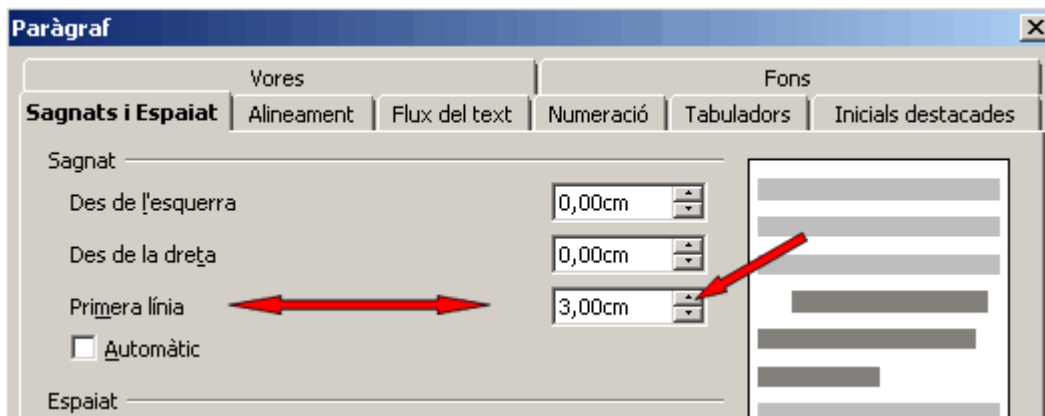 Paràgraf
Vores Fons
Sagnats i Espaiat Alineament Flux del text Numeració Tabuladors Inicials destacades
Sagnat
Des de l'esquerra 0,00cm
Des de la dreta 0,00cm
Primera línia 3,00cm
Automàtic
Espaiat